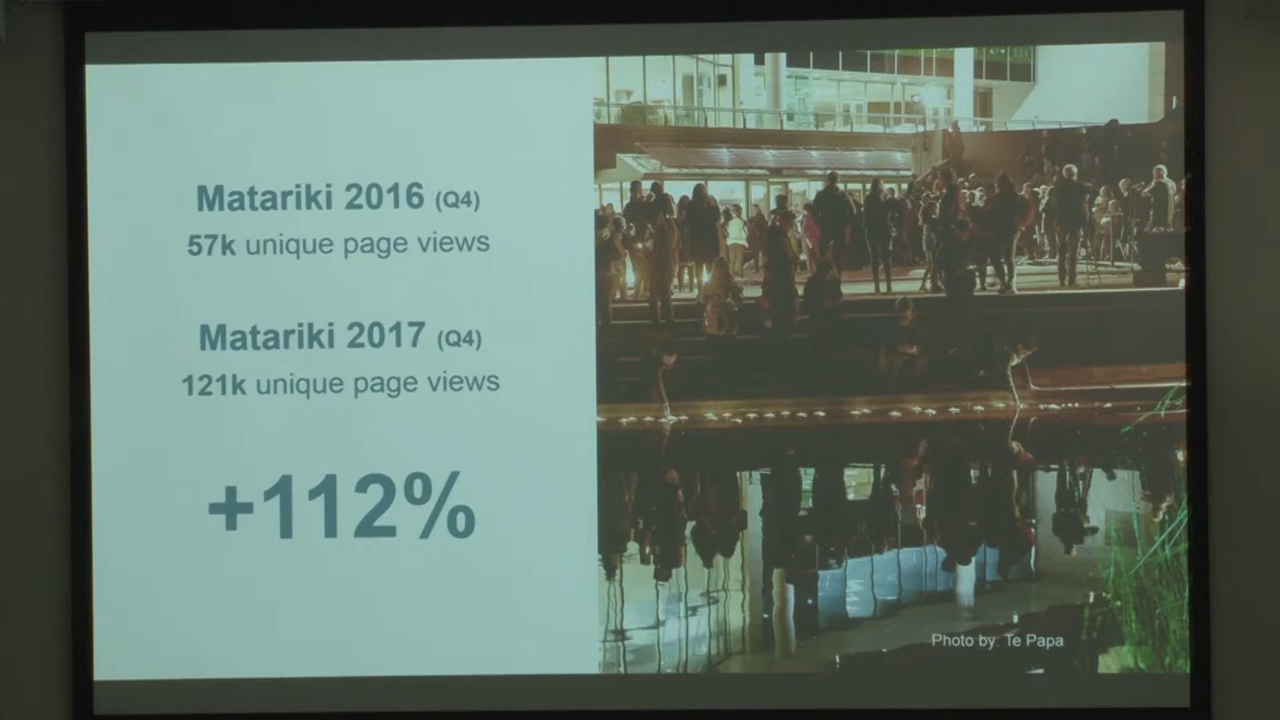 Matariki 2016 (Q4)
57k unique page views
Matariki 2017 (Q4)
121k unique page views
+112%
Photo by: Te Papa